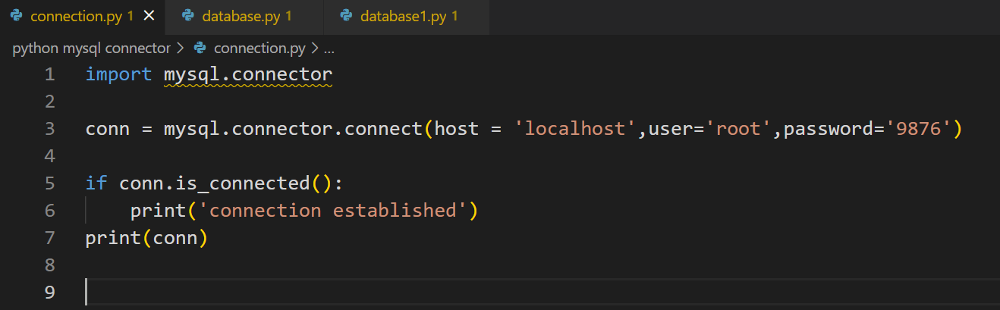 connection.py 1 × database.py 1 database1.py 1
python mysql connector > connection.py > ...
1 import mysql.connector
2
3 conn = mysql.connector.connect(host = 'localhost',user='root',password='9876')
4
5 if conn.is_connected():
6     print('connection established')
7 print(conn)
8
9